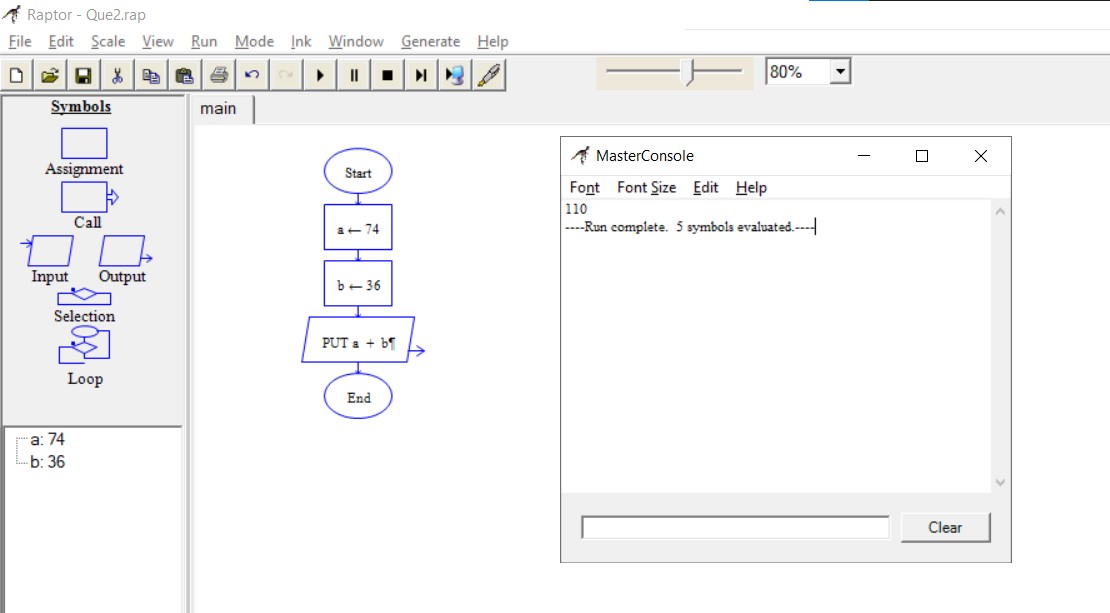 Raptor - Que2.rap
File Edit Scale View Run Mode Ink Window Generate Help
80%
Symbols
Assignment
Call
Input Output
Selection
Loop
a: 74
b: 36
main
Start
a ← 74
b ← 36
PUT a + b¶
End
MasterConsole
Font Font Size Edit Help
110
----Run complete.  5 symbols evaluated.----
Clear